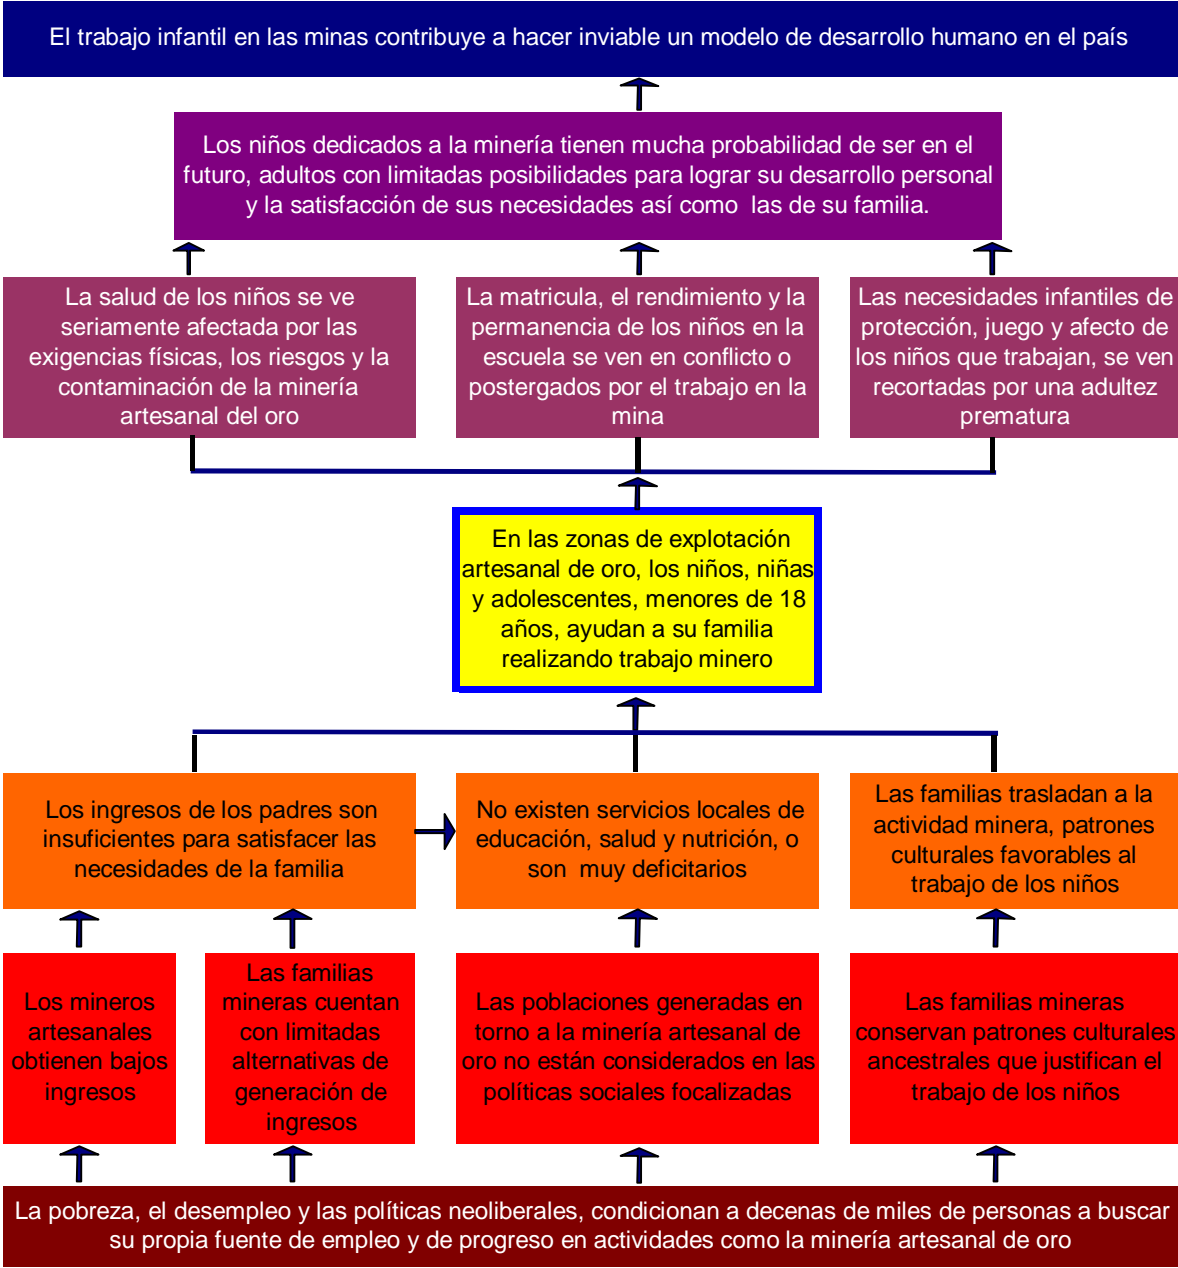 El trabajo infantil en las minas contribuye a hacer inviable un modelo de desarrollo humano en el país
Los niños dedicados a la minería tienen mucha probabilidad de ser en el
futuro, adultos con limitadas posibilidades para lograr su desarrollo personal
y la satisfacción de sus necesidades así como las de su familia.
La salud de los niños se ve
seriamente afectada por las
exigencias físicas, los riesgos y la
contaminación de la minería
artesanal del oro
La matricula, el rendimiento y la
permanencia de los niños en la
escuela se ven en conflicto o
postergados por el trabajo en la
mina
Las necesidades infantiles de
protección, juego y afecto de
los niños que trabajan, se ven
recortadas por una adultez
prematura
En las zonas de explotación
artesanal de oro, los niños, niñas
y adolescentes, menores de 18
años, ayudan a su familia
realizando trabajo minero
Los ingresos de los padres son
insuficientes para satisfacer las
necesidades de la familia
No existen servicios locales de
educación, salud y nutrición, o
son muy deficitarios
Las familias trasladan a la
actividad minera, patrones
culturales favorables al
trabajo de los niños
Los mineros
artesanales
obtienen bajos
ingresos
Las familias
mineras cuentan
con limitadas
alternativas de
generación de
ingresos
Las poblaciones generadas en
torno a la minería artesanal de
oro no están considerados en las
políticas sociales focalizadas
Las familias mineras
conservan patrones culturales
ancestrales que justifican el
trabajo de los niños
La pobreza, el desempleo y las políticas neoliberales, condicionan a decenas de miles de personas a buscar
su propia fuente de empleo y de progreso en actividades como la minería artesanal de oro